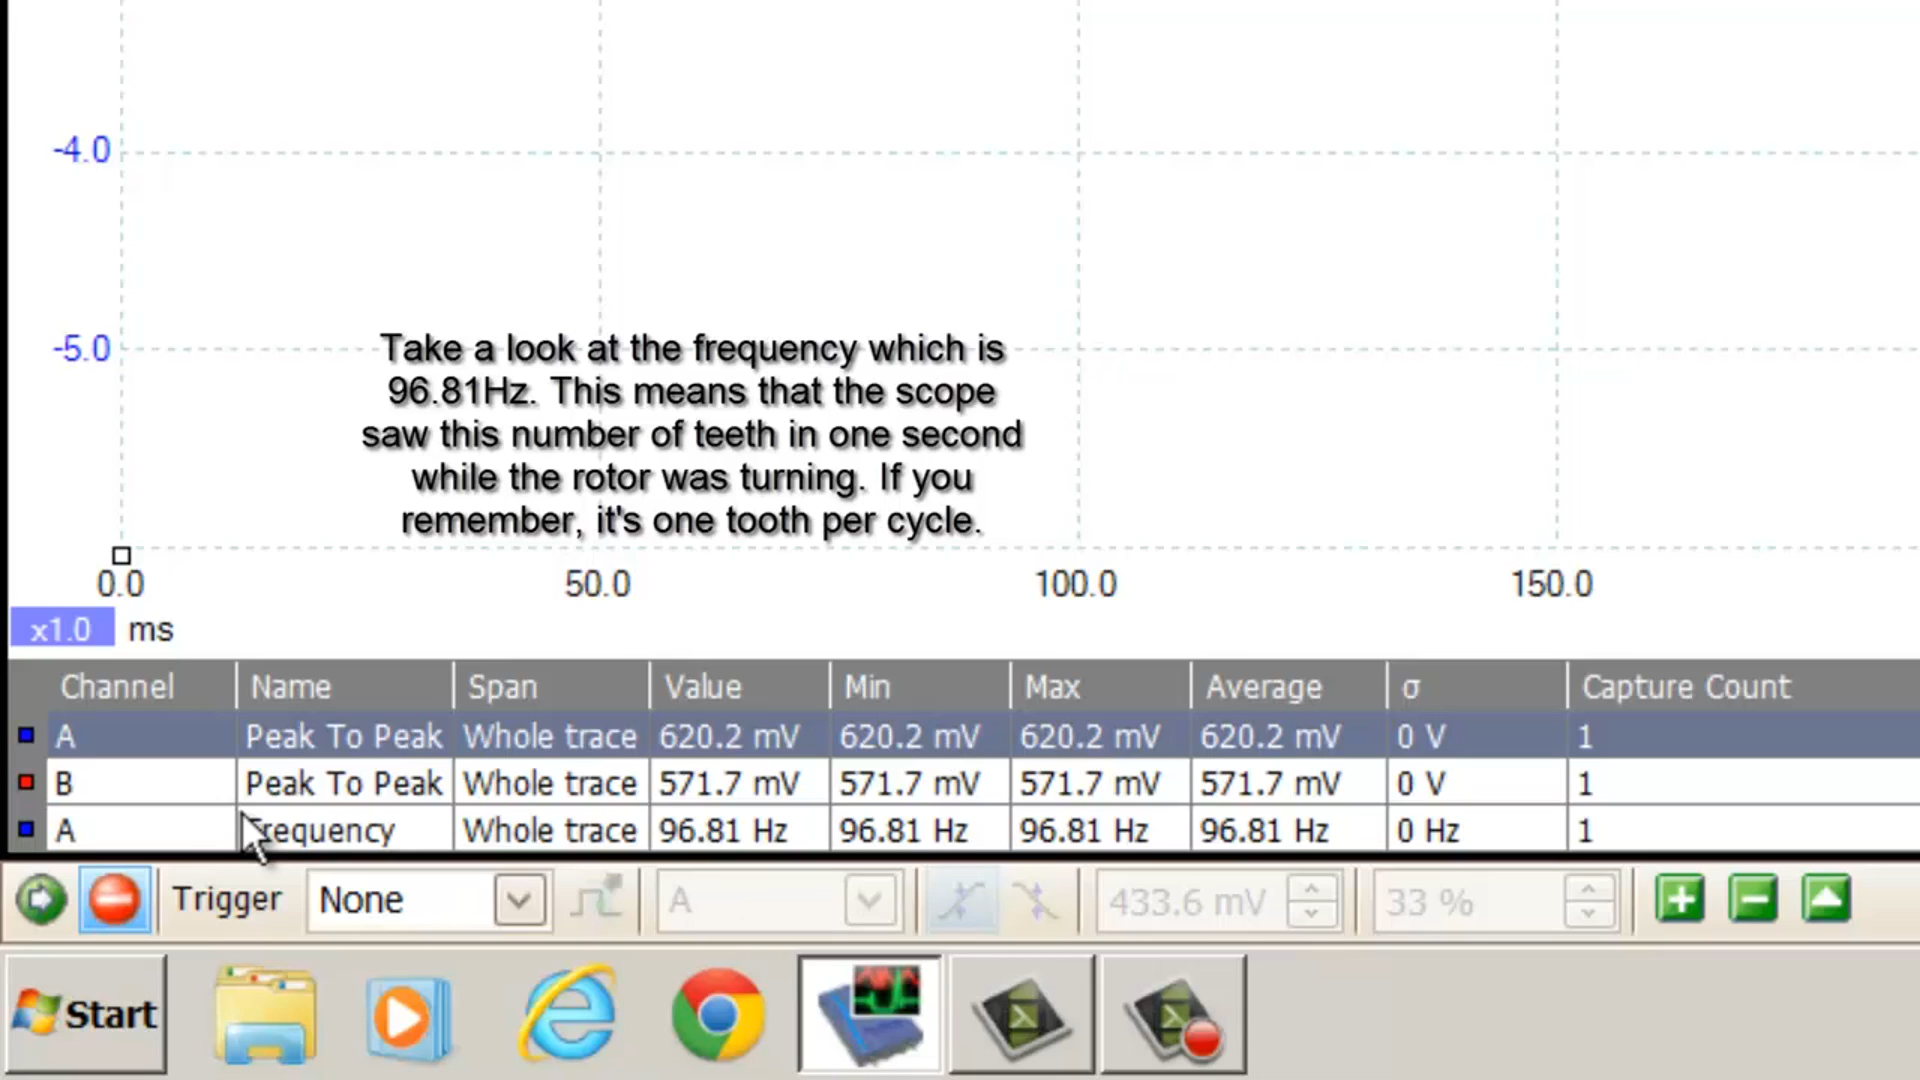 -4.0
-5.0
Take a look at the frequency which is
96.81Hz. This means that the scope
saw this number of teeth in one second
while the rotor was turning. If you
remember, it's one tooth per cycle.
0.0 50.0 100.0 150.0
x1.0 ms
Channel Name Span Value Min Max Average σ Capture Count
A Peak To Peak Whole trace 620.2 mV 620.2 mV 620.2 mV 620.2 mV 0 V 1
B Peak To Peak Whole trace 571.7 mV 571.7 mV 571.7 mV 571.7 mV 0 V 1
A Frequency Whole trace 96.81 Hz 96.81 Hz 96.81 Hz 96.81 Hz 0 Hz 1
Trigger None A 433.6 mV 33 %
Start